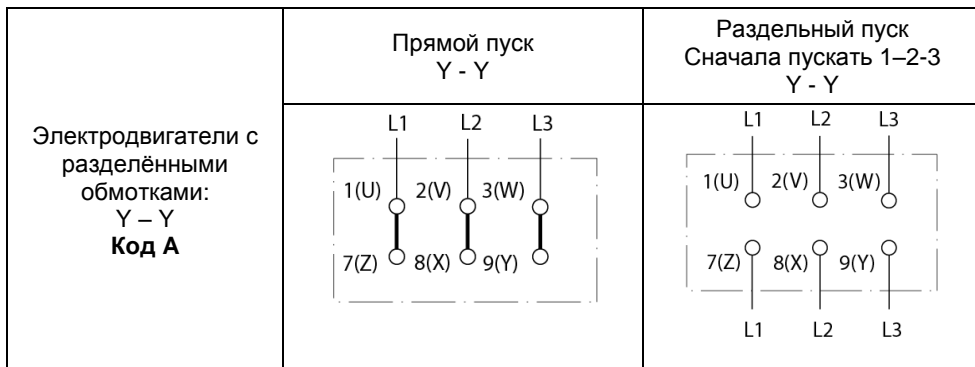 Электродвигатели с
разделёнными
обмотками:
Y – Y
Код А
Прямой пуск
Y - Y
L1 L2 L3
1(U) 2(V) 3(W)
7(Z) 8(X) 9(Y)
Раздельный пуск
Сначала пускать 1–2-3
Y - Y
L1 L2 L3
1(U) 2(V) 3(W)
7(Z) 8(X) 9(Y)
L1 L2 L3